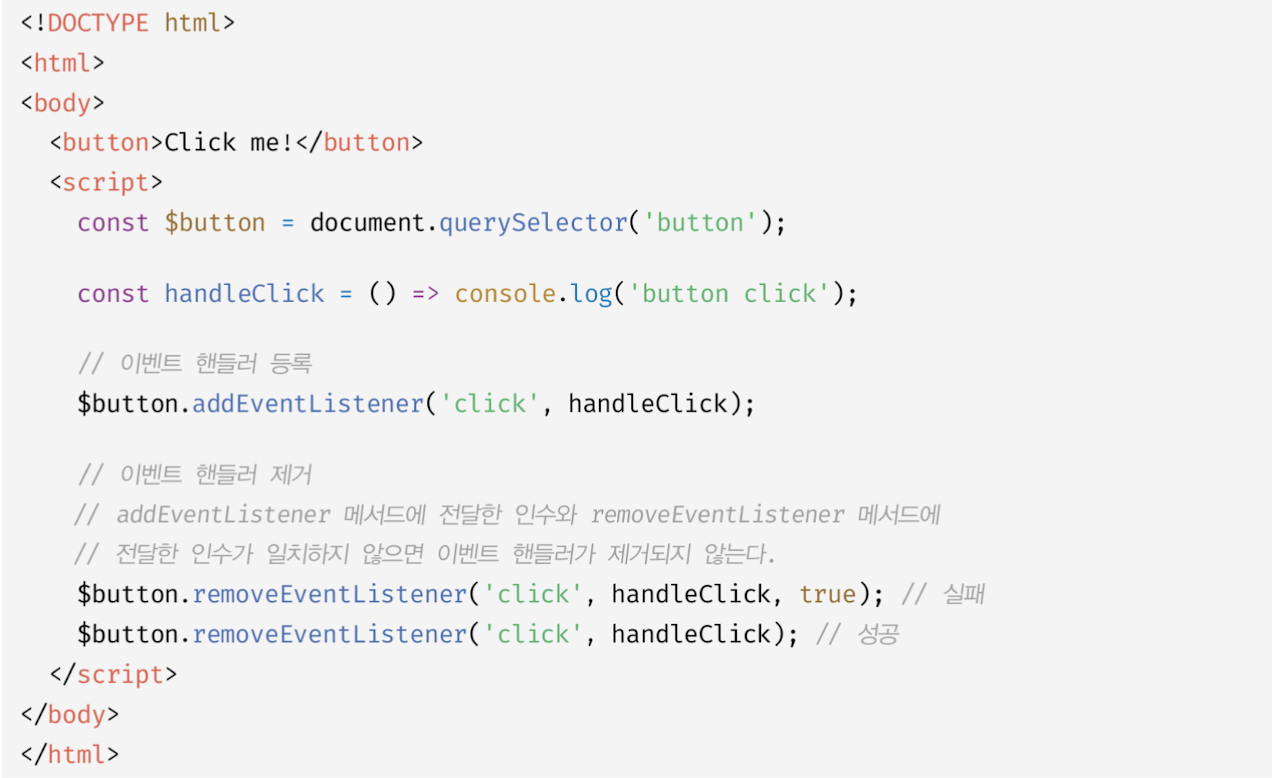 <!DOCTYPE html>
<html>
<body>
<button>Click me!</button>
<script>
const $button = document.querySelector('button');
const handleClick = () => console.log('button click');
// 이벤트 핸들러 등록
$button.addEventListener('click', handleClick);
// 이벤트 핸들러 제거
// addEventListener 메서드에 전달한 인수와 removeEventListener 메서드에
// 전달한 인수가 일치하지 않으면 이벤트 핸들러가 제거되지 않는다.
$button.removeEventListener('click', handleClick, true); // 실패
$button.removeEventListener('click', handleClick); // 성공
</script>
</body>
</html>